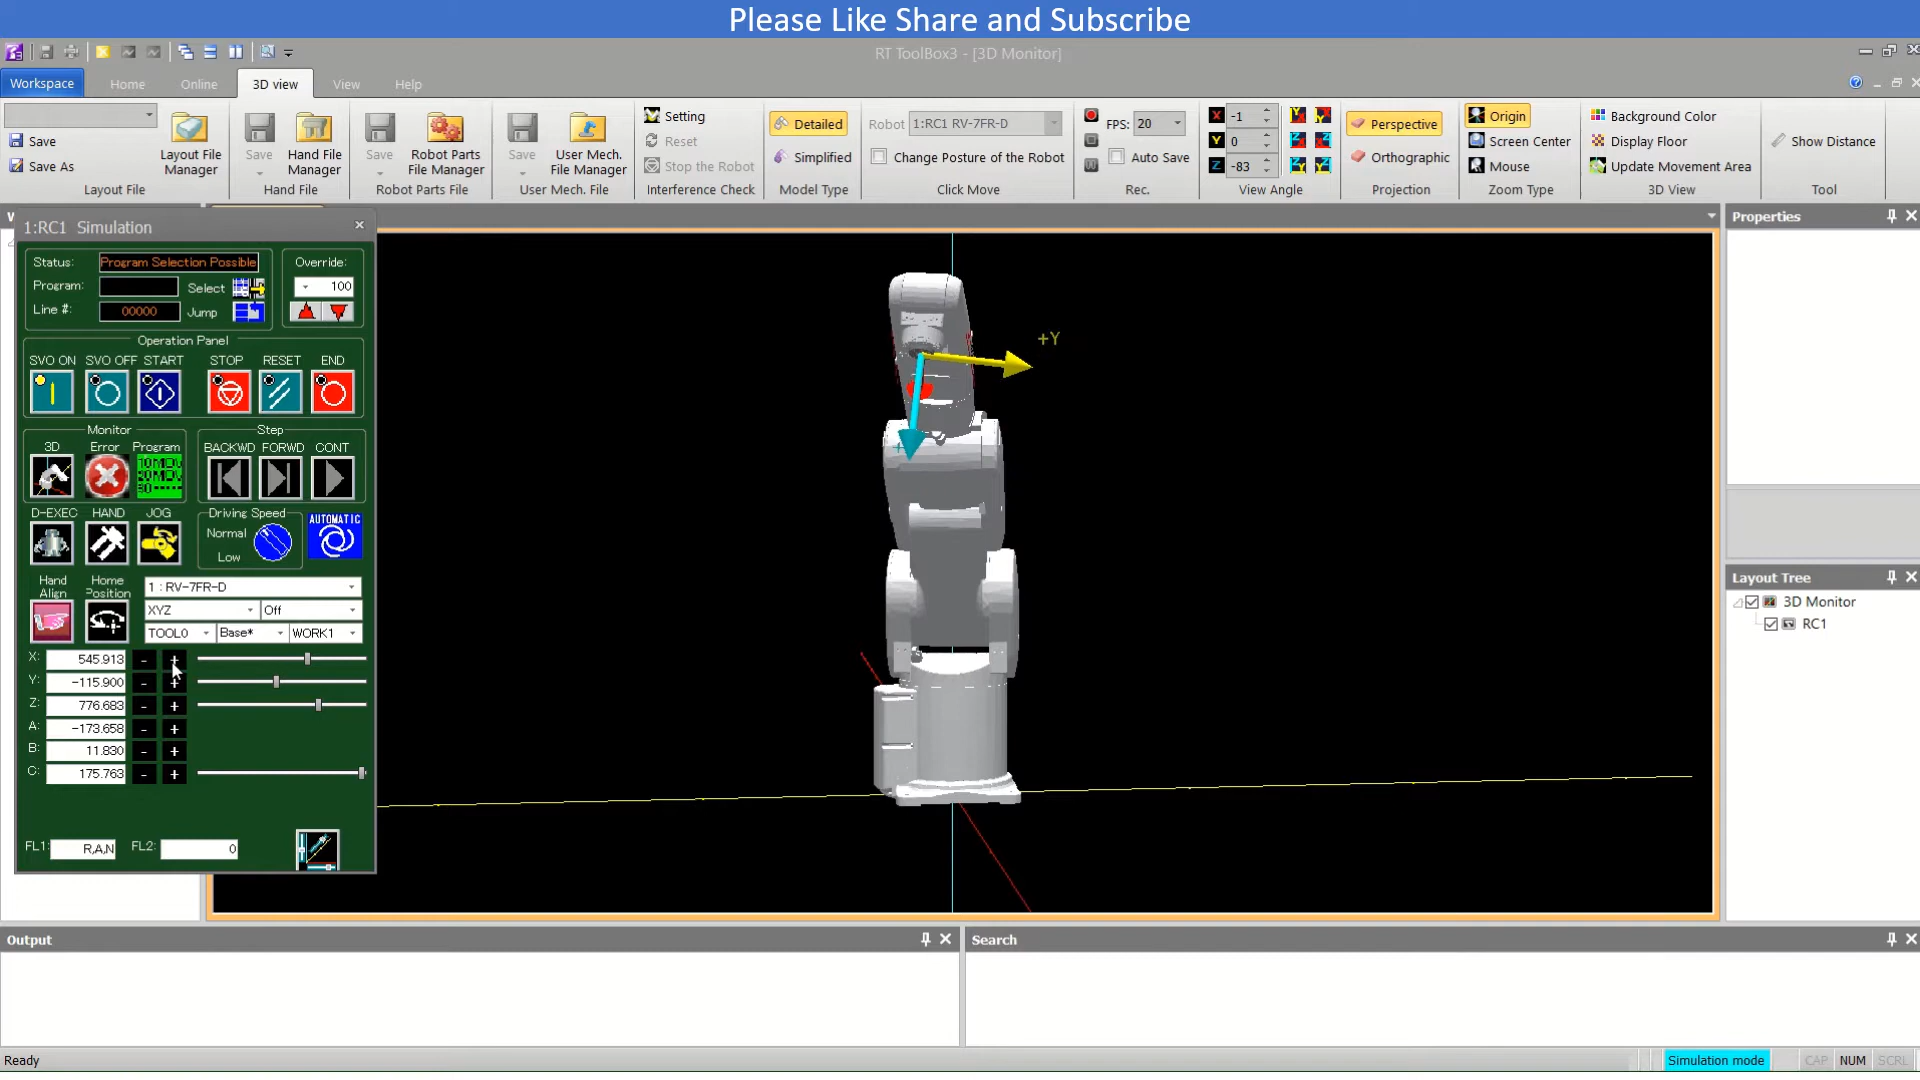 Please Like Share and Subscribe
RT ToolBox3 - [3D Monitor]
Workspace Home Online 3D view View Help
Save
Save As
Layout File Manager
Layout File
Save
Hand File Manager
Hand File
Save
Robot Parts File Manager
Robot Parts File
Save
User Mech. File Manager
User Mech. File
Setting
Reset
Stop the Robot
Interference Check
Detailed
Simplified
Model Type
Robot 1:RC1 RV-7FR-D
Change Posture of the Robot
Click Move
FPS: 20
Auto Save
Rec.
X -1
Y 0
Z -83
View Angle
Perspective
Orthographic
Projection
Origin
Screen Center
Mouse
Zoom Type
Background Color
Display Floor
Update Movement Area
3D View
Show Distance
Tool
1:RC1 Simulation
Status: Program Selection Possible
Program: Select
Line #: 00000 Jump
Override:
100
Operation Panel
SVO ON SVO OFF START STOP RESET END
Monitor
3D Error Program
Step
BACKWD FORWD CONT
D-EXEC HAND JOG
Driving Speed
Normal
Low
AUTOMATIC
Hand Align
Home Position
1 : RV-7FR-D
XYZ Off
TOOL0 Base* WORK1
X: 545.913 - +
Y: -115.900 - +
Z: 776.683 - +
A: -173.658 - +
B: 11.830 - +
C: 175.763 - +
FL1: R,A,N FL2: 0
+Y
Properties
Layout Tree
3D Monitor
RC1
Output
Search
Ready
Simulation mode CAP NUM SCRL